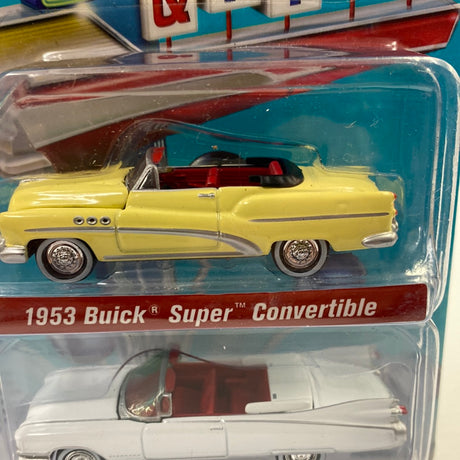 &
1953 Buick® Super™ Convertible